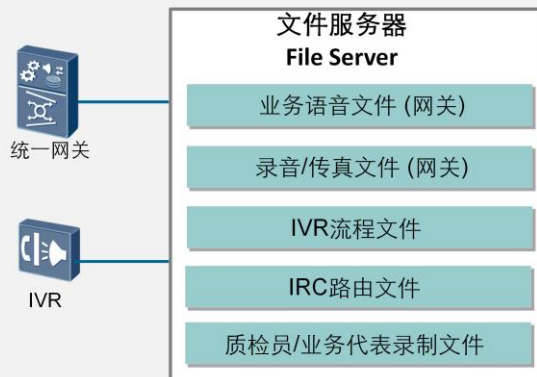 文件服务器
File Server
业务语音文件 (网关)
录音/传真文件 (网关)
IVR流程文件
IRC路由文件
质检员/业务代表录制文件
统一网关
IVR